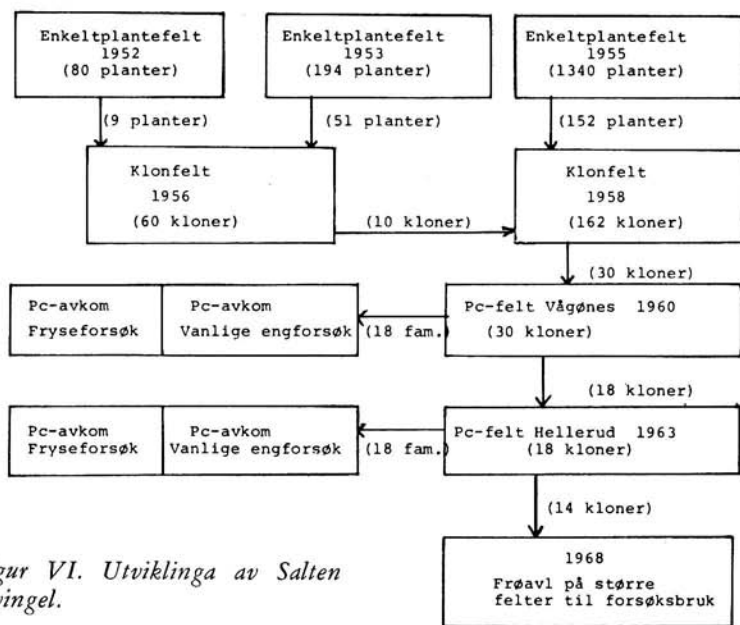 Enkeltplantefelt
1952
(80 planter)
Enkeltplantefelt
1953
(194 planter)
Enkeltplantefelt
1955
(1340 planter)
(9 planter)
(51 planter)
(152 planter)
Klonfelt
1956
(60 kloner)
(10 kloner)
Klonfelt
1958
(162 kloner)
(30 kloner)
Pc-avkom
Fryseforsøk
Pc-avkom
Vanlige engforsøk
(18 fam.)
Pc-felt Vågønes 1960
(30 kloner)
(18 kloner)
Pc-avkom
Fryseforsøk
Pc-avkom
Vanlige engforsøk
(18 fam.)
Pc-felt Hellerud 1963
(18 kloner)
(14 kloner)
1968
Frøavl på større
felter til forsøksbruk
gur VI. Utviklinga av Salten
vingel.